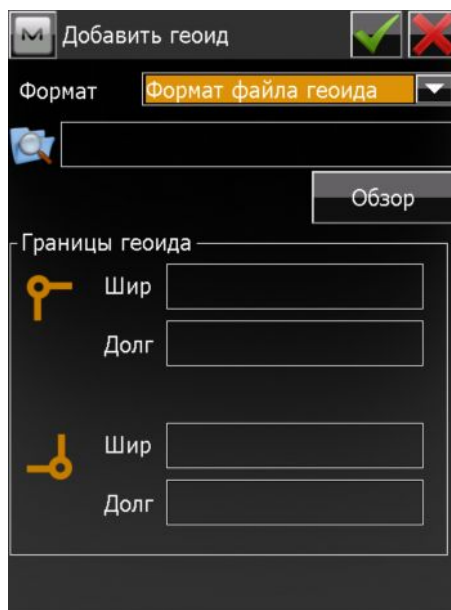 Добавить геоид
Формат Формат файла геоида
Обзор
Границы геоида
Шир
Долг
Шир
Долг